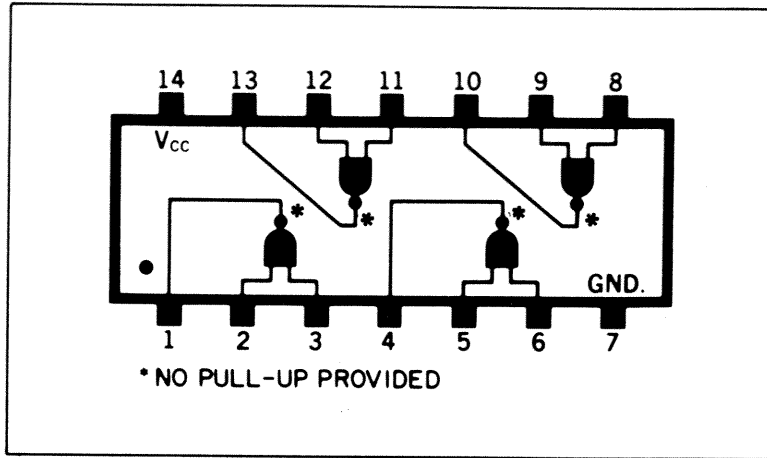 14 13 12 11 10 9 8
Vcc
*
*
*
*
GND.
1 2 3 4 5 6 7
* NO PULL-UP PROVIDED